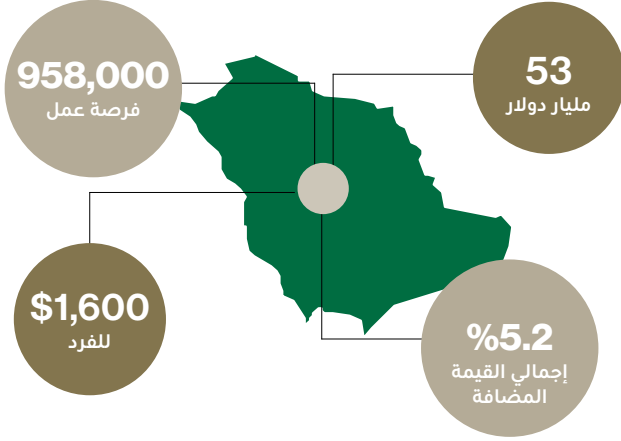 53
مليار دولار
958,000
فرصة عمل
$1,600
للفرد
%5.2
إجمالي القيمة
المضافة